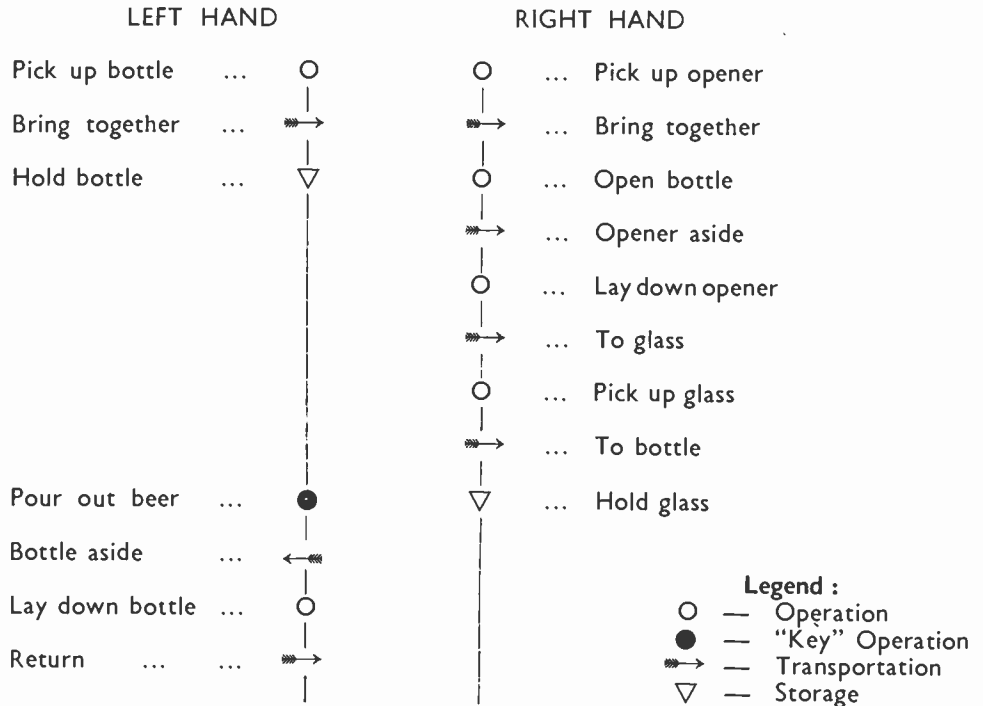 LEFT HAND
RIGHT HAND
Pick up bottle ...
... Pick up opener
Bring together ...
... Bring together
Hold bottle ...
... Open bottle
... Opener aside
... Lay down opener
... To glass
... Pick up glass
... To bottle
Pour out beer ...
... Hold glass
Bottle aside ...
Lay down bottle ...
Return ... ...
Legend :
— Operation
— "Key" Operation
— Transportation
— Storage